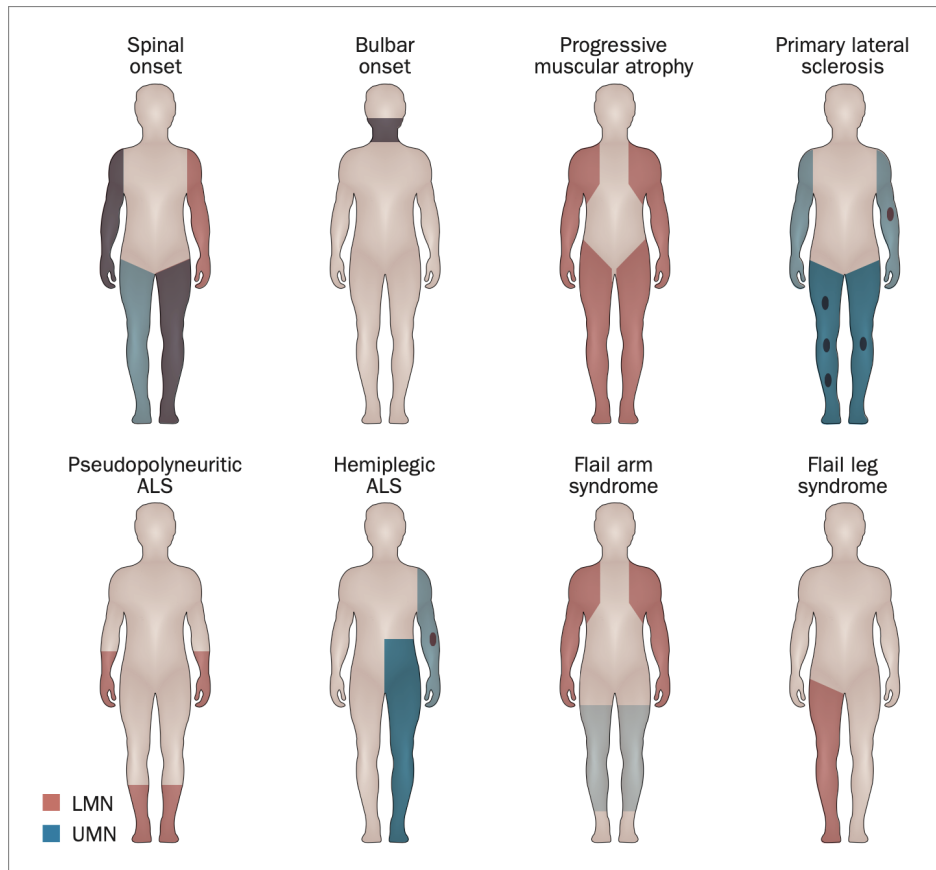 Spinal
onset
Bulbar
onset
Progressive
muscular atrophy
Primary lateral
sclerosis
Pseudopolyneuritic
ALS
Hemiplegic
ALS
Flail arm
syndrome
Flail leg
syndrome
LMN
UMN